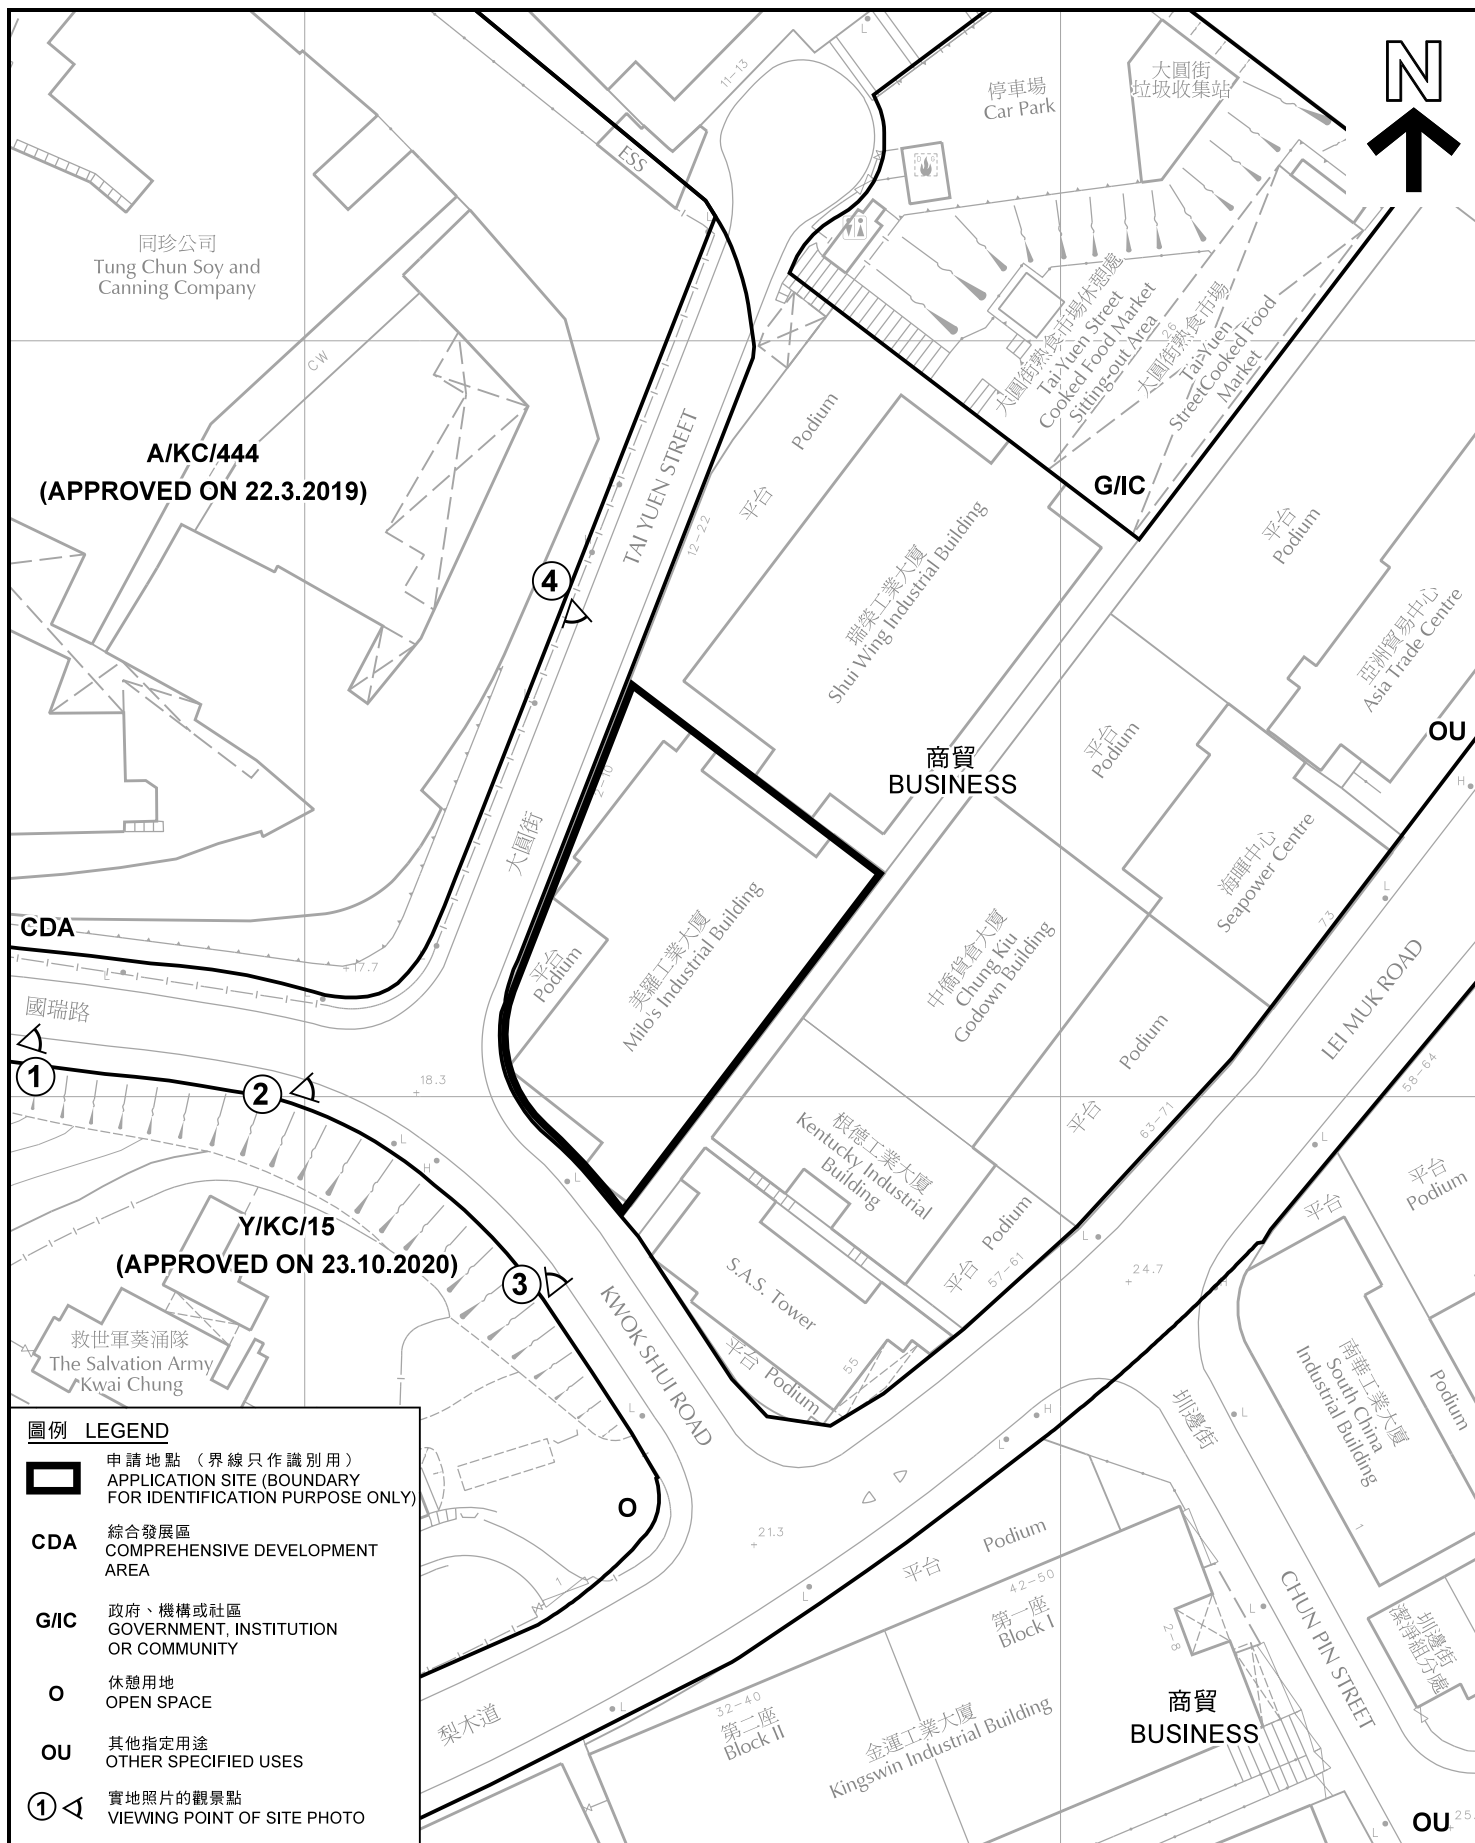 N
11-13
L
停車場
Car Park
大圓街
垃圾收集站
ESS
L
同珍公司
Tung Chun Soy and
Canning Company
CW
大圓街熟食市場休憩處
Tai Yuen Street
Cooked Food Market
Sitting-out Area
26
大圓街熟食市場
Tai Yuen
Street Cooked Food
Market
A/KC/444
(APPROVED ON 22.3.2019)
TAI YUEN STREET
12-22
平台
Podium
G/IC
平台
Podium
瑞榮工業大廈
Shui Wing Industrial Building
亞洲貿易中心
Asia Trade Centre
4
OU
商貿
BUSINESS
平台
Podium
H
2-10
大圓街
海暉中心
Seapower Centre
L
73
CDA
美羅工業大廈
Milo's Industrial Building
平台
Podium
中僑貨倉大廈
Chung Kiu
Godown Building
LEI MUK ROAD
17.7
L
L
國瑞路
1
2
18.3
Podium
平台
63-71
58-64
L
H
L
L
根德工業大廈
Kentucky Industrial
Building
平台
Podium
平台
Y/KC/15
(APPROVED ON 23.10.2020)
3
S.A.S. Tower
平台
Podium
57-61
L
24.7
KWOK SHUI ROAD
救世軍葵涌隊
The Salvation Army
Kwai Chung
平台 Podium
55
南華工業大廈
South China
Industrial Building
Podium
圳邊街
L
H
L
L
O
21.3
1
1
平台
Podium
42-50
第一座
Block I
2-8
L
L
CHUN PIN STREET
圳邊街
潔淨組分處
梨木道
L
32-40
第二座
Block II
金運工業大廈
Kingswin Industrial Building
商貿
BUSINESS
L
OU
25.
圖例 LEGEND
申請地點 (界線只作識別用)
APPLICATION SITE (BOUNDARY
FOR IDENTIFICATION PURPOSE ONLY)
CDA
綜合發展區
COMPREHENSIVE DEVELOPMENT
AREA
G/IC
政府、機構或社區
GOVERNMENT, INSTITUTION
OR COMMUNITY
O
休憩用地
OPEN SPACE
OU
其他指定用途
OTHER SPECIFIED USES
1
實地照片的觀景點
VIEWING POINT OF SITE PHOTO